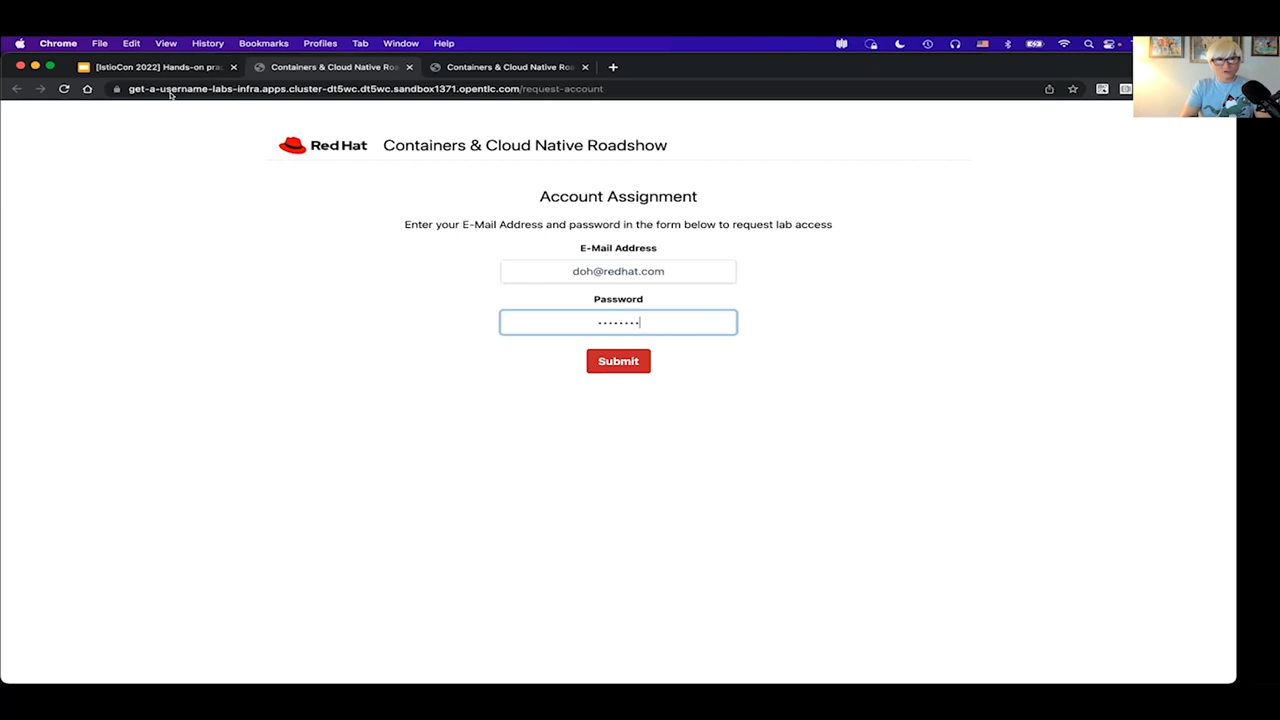 Chrome File Edit View History Bookmarks Profiles Tab Window Help
[IstioCon 2022] Hands-on pra
Containers & Cloud Native Roa
Containers & Cloud Native Roa
get-a-username-labs-infra.apps.cluster-dt5wc.dt5wc.sandbox1371.opentlc.com/request-account
Red Hat Containers & Cloud Native Roadshow
Account Assignment
Enter your E-Mail Address and password in the form below to request lab access
E-Mail Address
doh@redhat.com
Password
••••••••
Submit